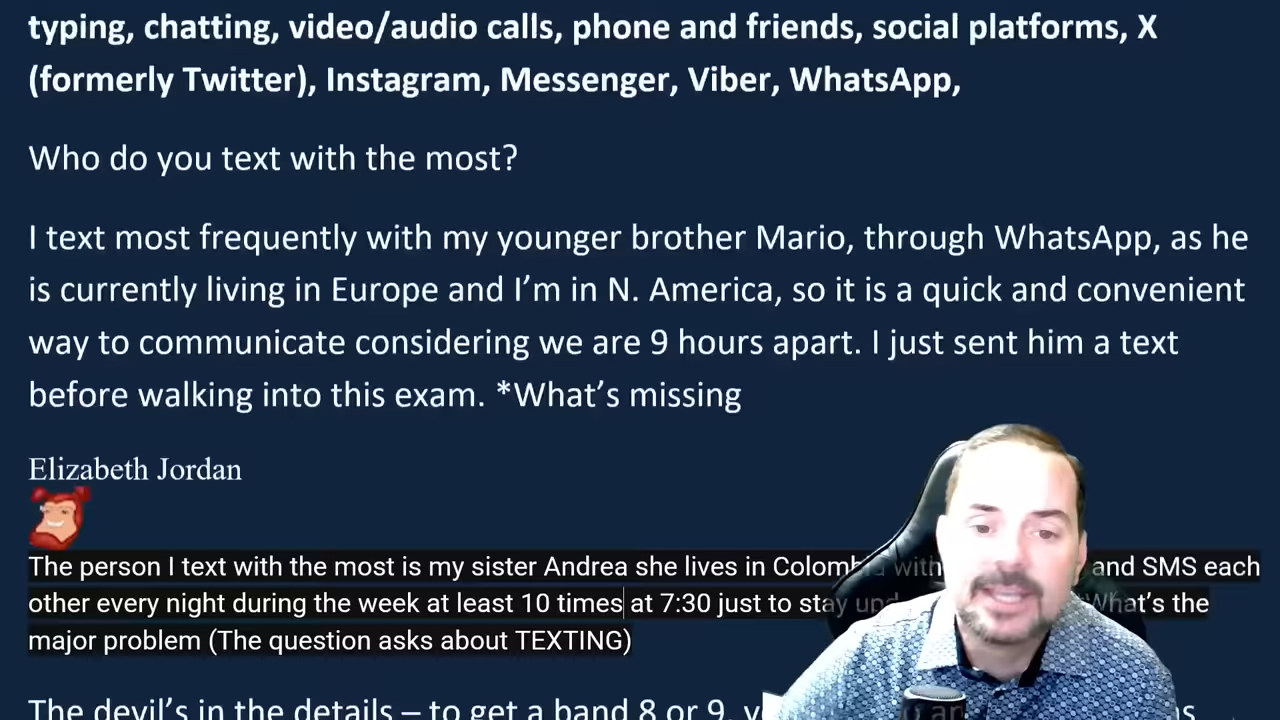 typing, chatting, video/audio calls, phone and friends, social platforms, X
(formerly Twitter), Instagram, Messenger, Viber, WhatsApp,
Who do you text with the most?
I text most frequently with my younger brother Mario, through WhatsApp, as he
is currently living in Europe and I’m in N. America, so it is a quick and convenient
way to communicate considering we are 9 hours apart. I just sent him a text
before walking into this exam. *What’s missing
Elizabeth Jordan
The person I text with the most is my sister Andrea she lives in with and SMS each
other every night during the week at least 10 times at 7:30 just to stay What’s the
major problem (The question asks about TEXTING)
The devil’s in the details – to get a band 8 or 9,